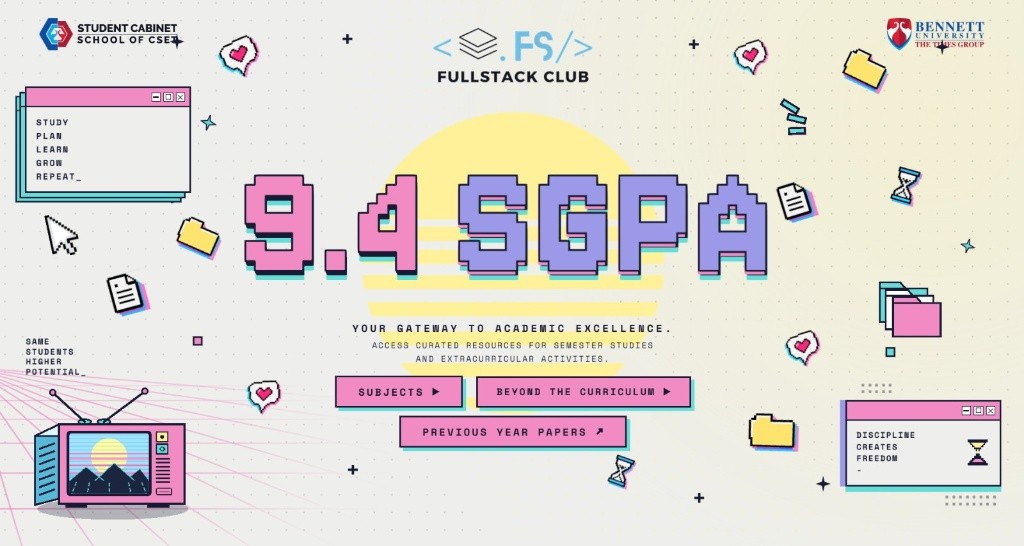 STUDENT CABINET
SCHOOL OF CSET
<.FS/>
FULLSTACK CLUB
BENNETT
UNIVERSITY
THE TIMES GROUP
STUDY
PLAN
LEARN
GROW
REPEAT_
9.4 SGPA
YOUR GATEWAY TO ACADEMIC EXCELLENCE.
ACCESS CURATED RESOURCES FOR SEMESTER STUDIES
AND EXTRACURRICULAR ACTIVITIES.
SAME
STUDENTS
HIGHER
POTENTIAL_
SUBJECTS ▶
BEYOND THE CURRICULUM ▶
PREVIOUS YEAR PAPERS ↗
DISCIPLINE
CREATES
FREEDOM
-